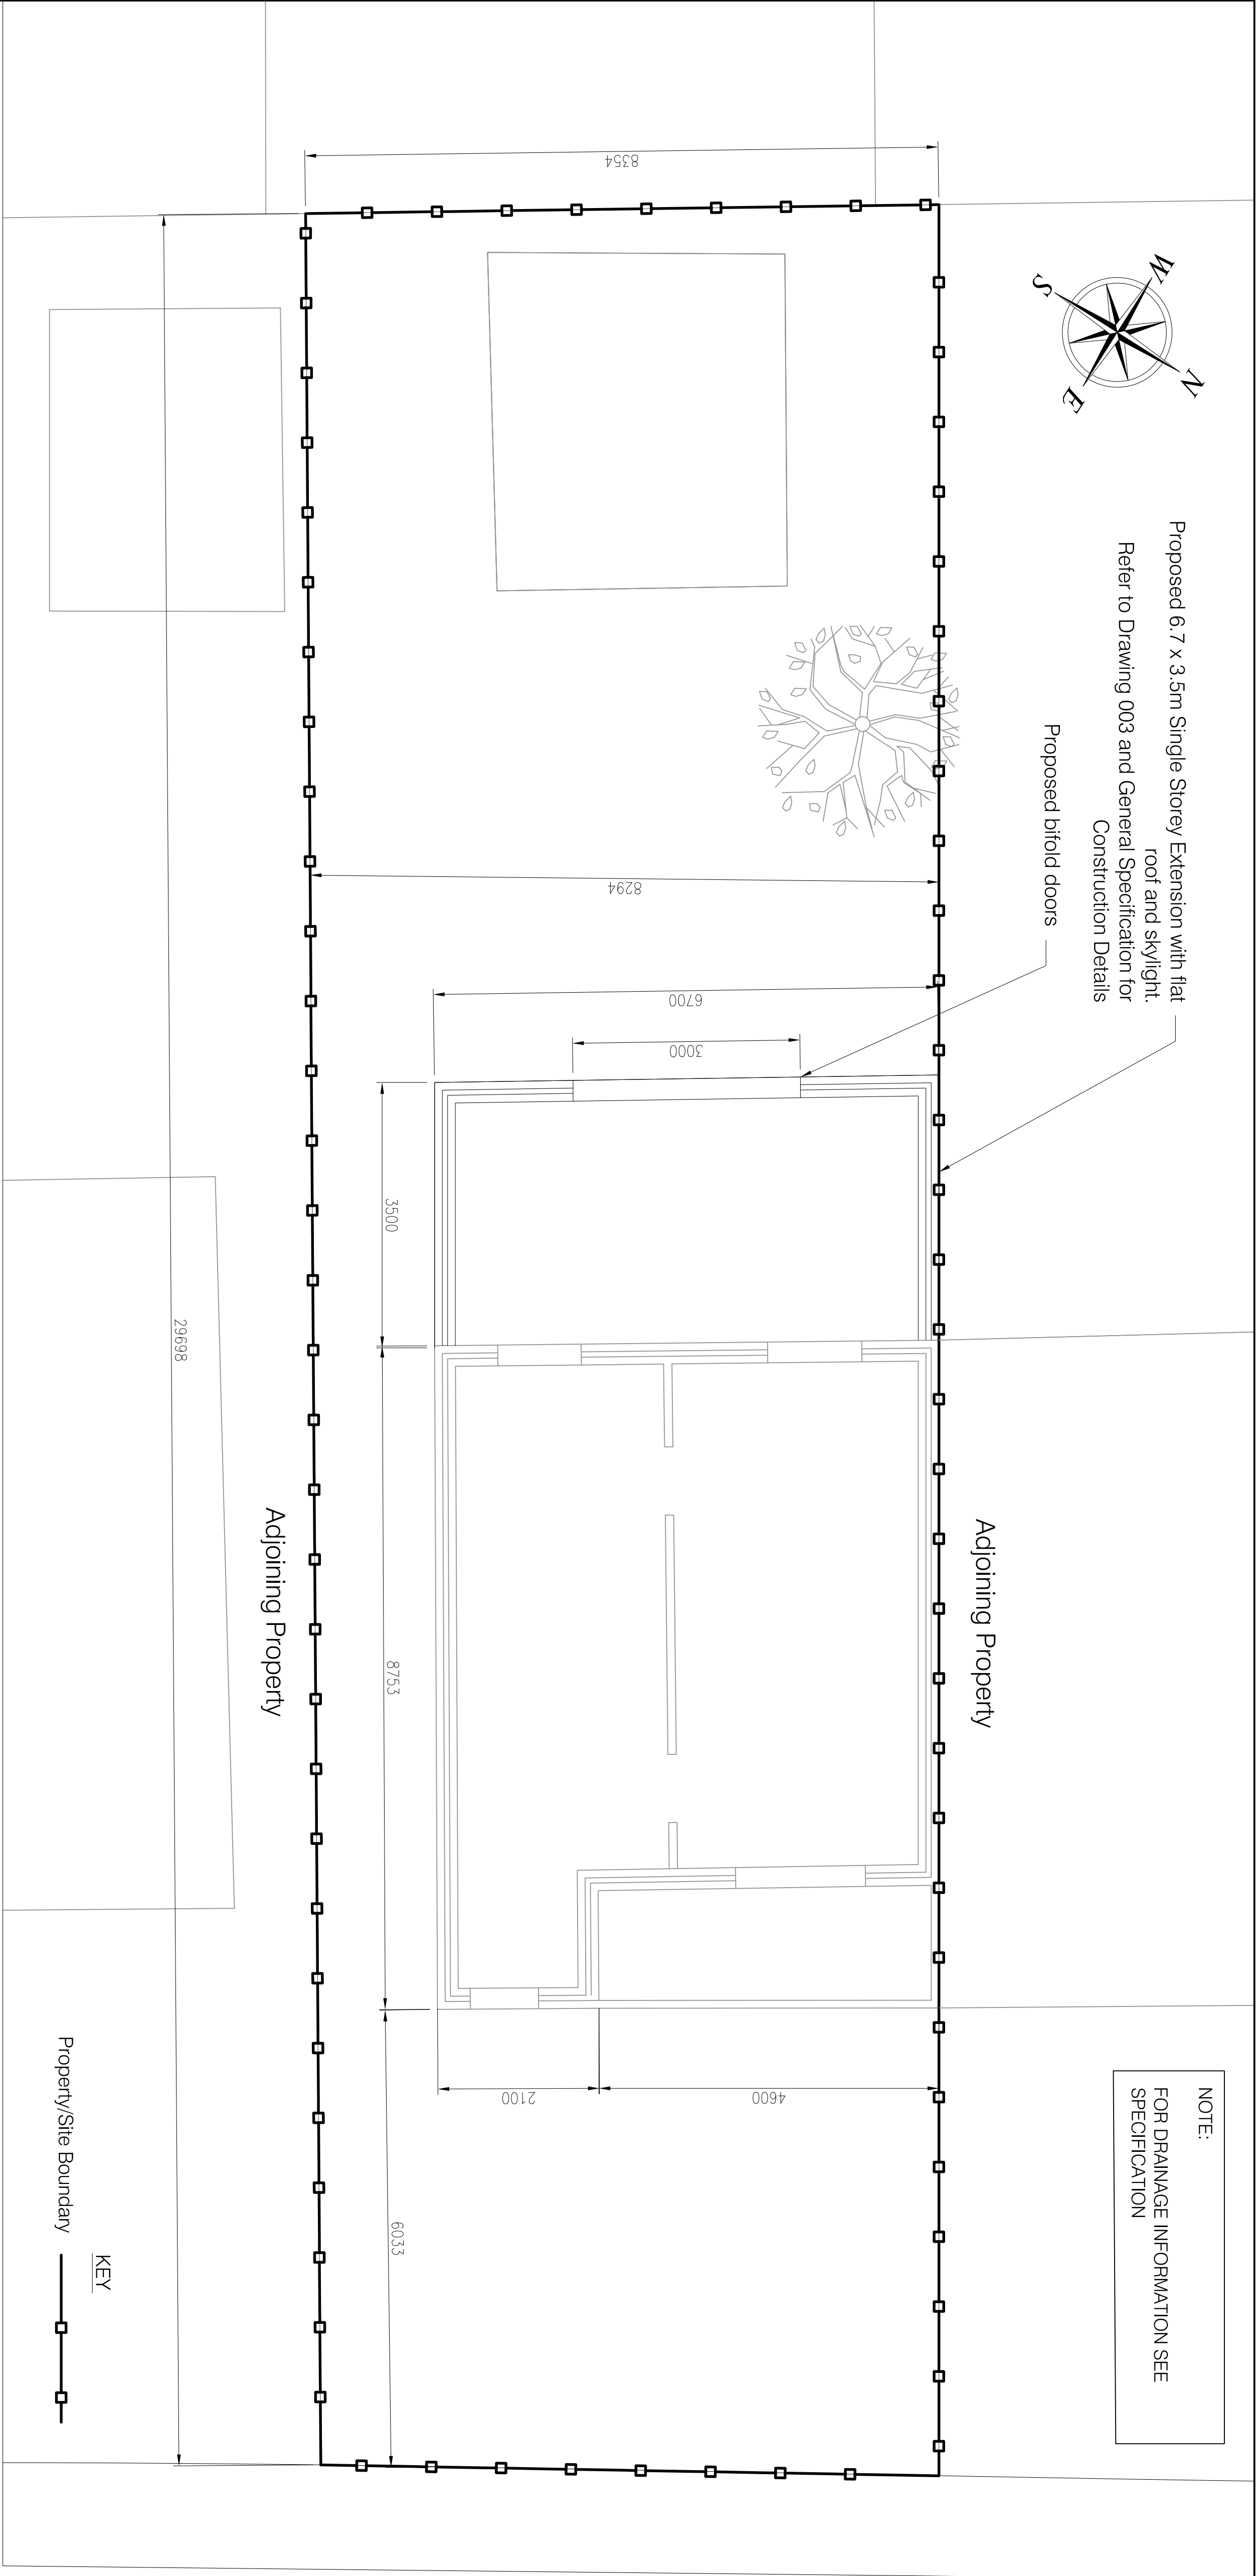 Proposed 6.7 x 3.5m Single Storey Extension with flat
roof and skylight.
Refer to Drawing 003 and General Specification for
Construction Details
Proposed bifold doors
N
E
S
W
8354
8294
6700
3000
3500
8753
29698
6033
2100
4600
Adjoining Property
Adjoining Property
NOTE:
FOR DRAINAGE INFORMATION SEE
SPECIFICATION
KEY
Property/Site Boundary